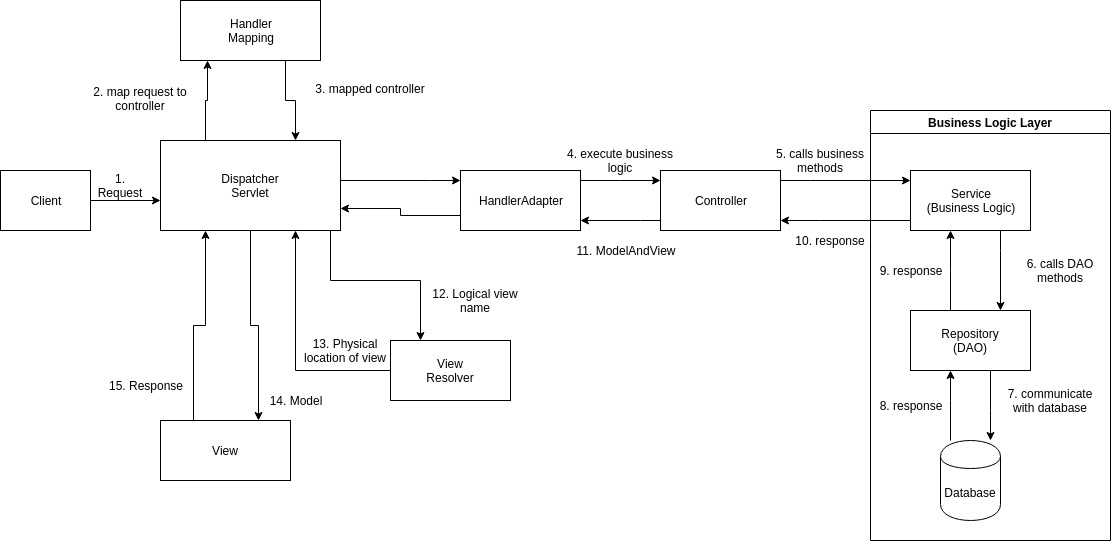 Handler
Mapping
2. map request to
controller
3. mapped controller
Business Logic Layer
Client
1.
Request
Dispatcher
Servlet
HandlerAdapter
4. execute business
logic
Controller
5. calls business
methods
Service
(Business Logic)
11. ModelAndView
10. response
9. response
6. calls DAO
methods
12. Logical view
name
13. Physical
location of view
View
Resolver
Repository
(DAO)
15. Response
14. Model
8. response
7. communicate
with database
View
Database